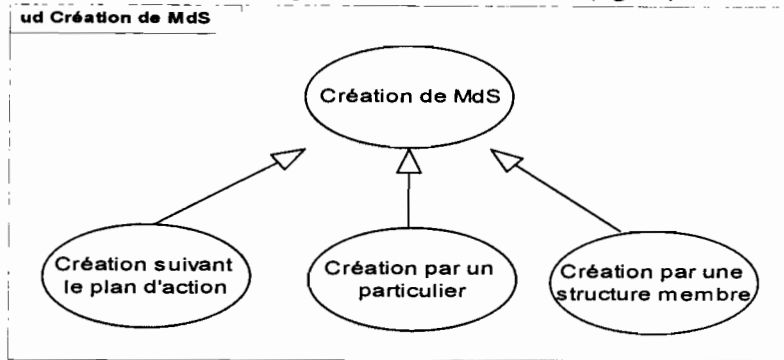 ud Création de MdS
Création de MdS
Création suivant
le plan d'action
Création par un
particulier
Création par une
structure membre